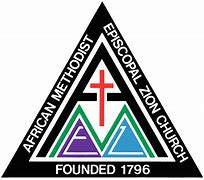 AFRICAN METHODIST
EPISCOPAL ZION CHURCH
FOUNDED 1796